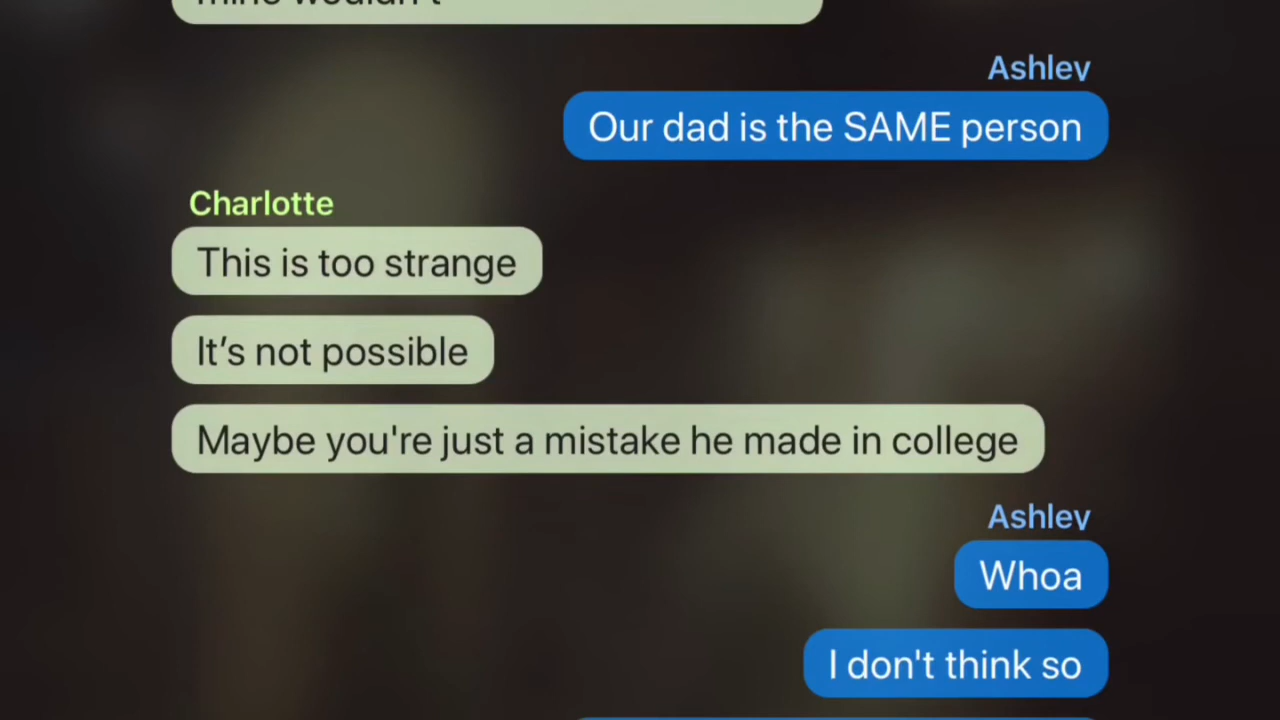 Ashley
Our dad is the SAME person
Charlotte
This is too strange
It’s not possible
Maybe you're just a mistake he made in college
Ashley
Whoa
I don't think so